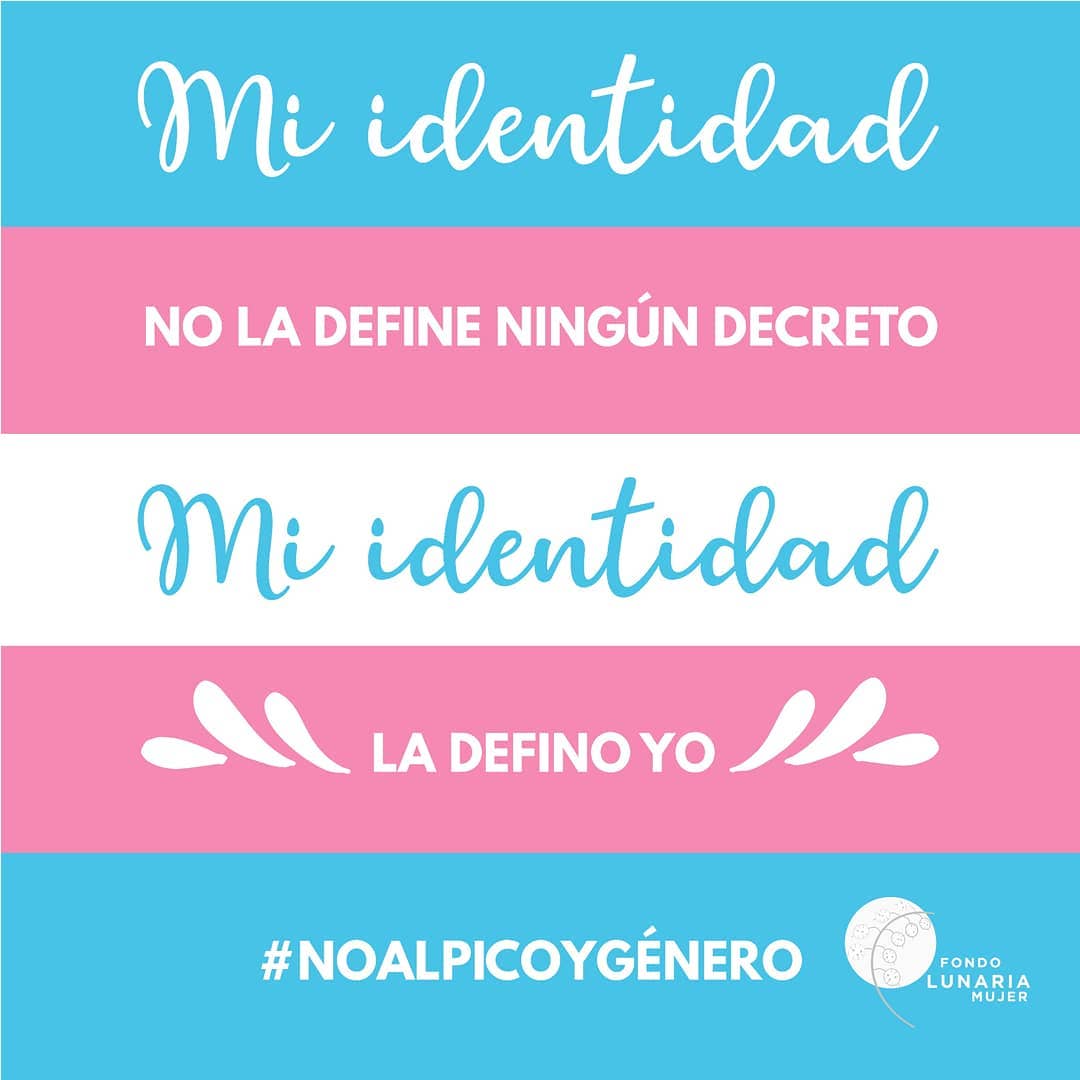 Mi identidad
NO LA DEFINE NINGÚN DECRETO
Mi identidad
LA DEFINO YO
#NOALPICOYGÉNERO
FONDO
LUNARIA
MUJER